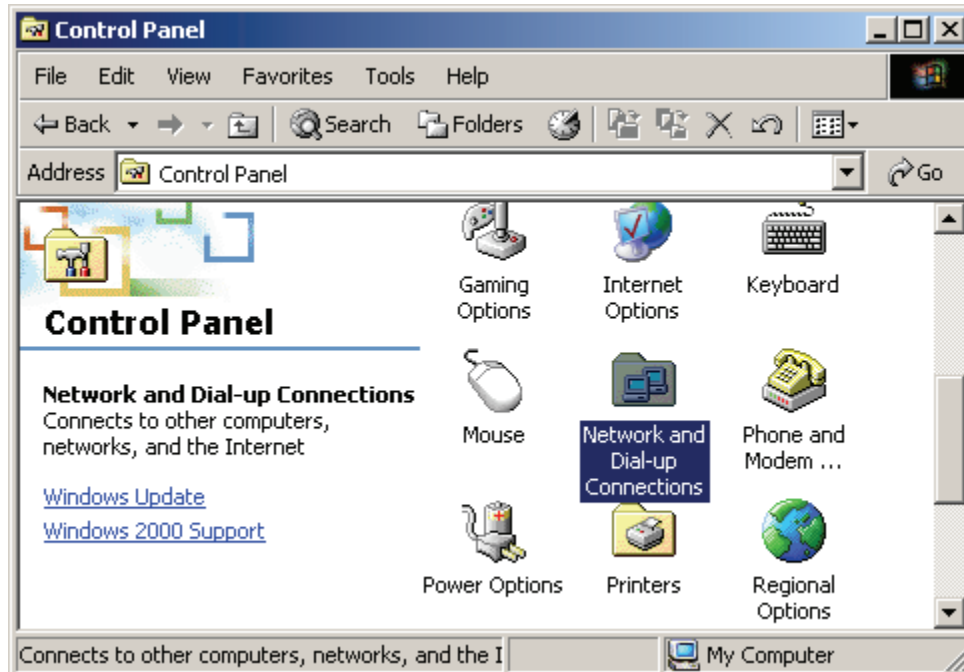 Control Panel
File Edit View Favorites Tools Help
Back Search Folders
Address Control Panel Go
Control Panel
Network and Dial-up Connections
Connects to other computers,
networks, and the Internet
Windows Update
Windows 2000 Support
Gaming
Options
Internet
Options
Keyboard
Mouse
Network and
Dial-up
Connections
Phone and
Modem ...
Power Options
Printers
Regional
Options
Connects to other computers, networks, and the I
My Computer